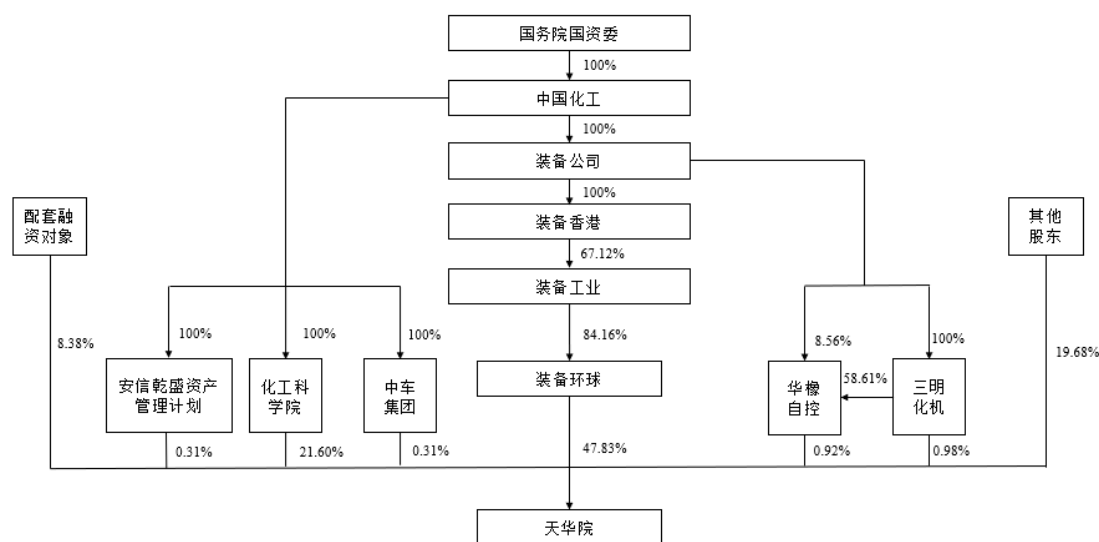 国务院国资委
100%
中国化工
100%
装备公司
100%
装备香港
67.12%
装备工业
84.16%
装备环球
47.83%
配套融
资对象
8.38%
100%
安信乾盛资产
管理计划
0.31%
100%
化工科
学院
21.60%
100%
中车
集团
0.31%
8.56%
华橡
自控
0.92%
58.61%
100%
三明
化机
0.98%
其他
股东
19.68%
天华院